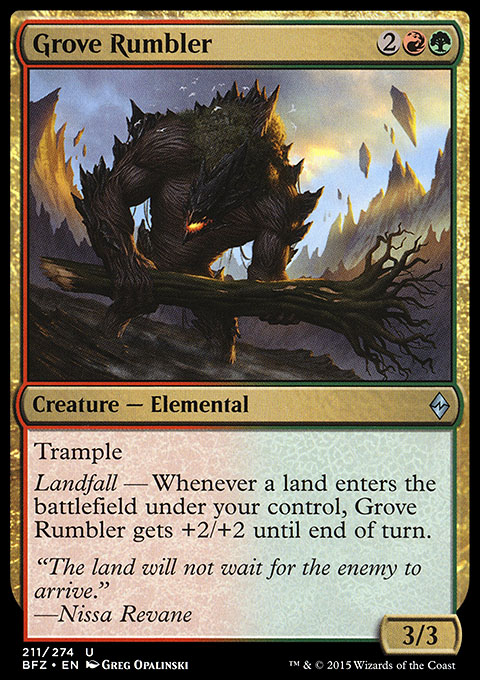 Grove Rumbler 2
Creature — Elemental
Trample
Landfall — Whenever a land enters the
battlefield under your control, Grove
Rumbler gets +2/+2 until end of turn.
“The land will not wait for the enemy to
arrive.”
—Nissa Revane
3/3
211/274 U
BFZ • EN Greg Opalinski
™ & © 2015 Wizards of the Coast